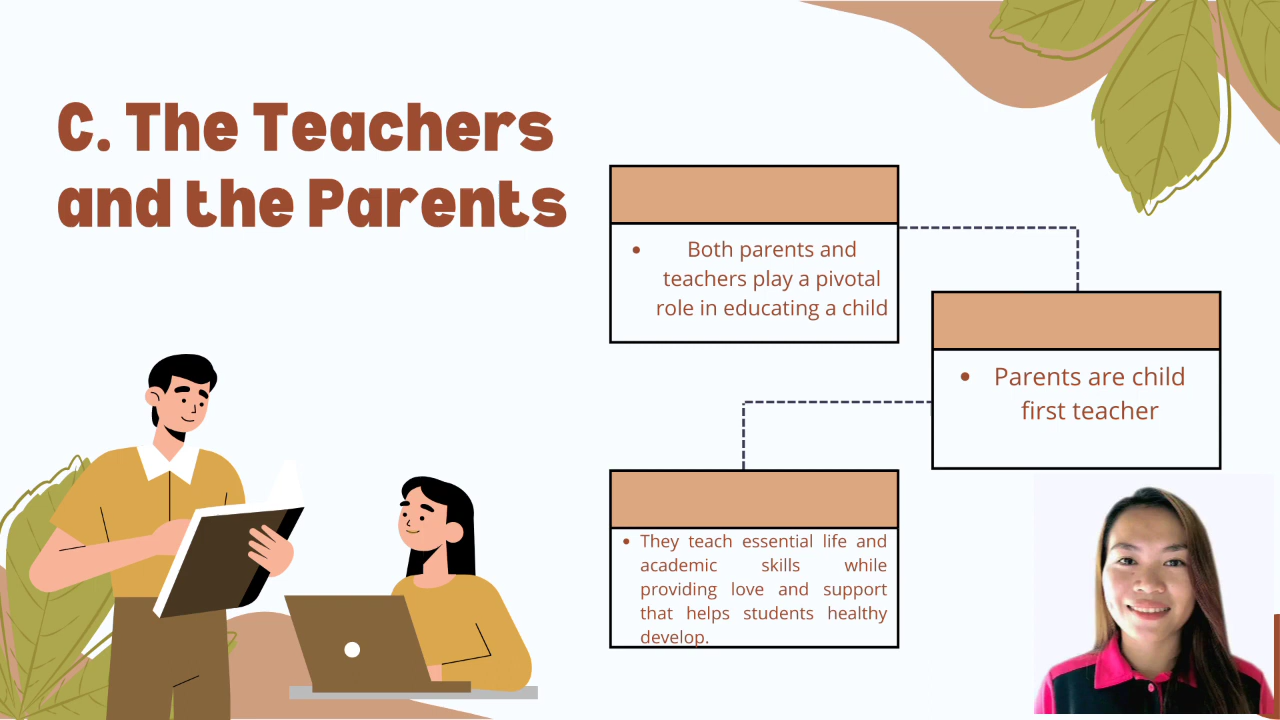 C. The Teachers
and the Parents
• Both parents and
teachers play a pivotal
role in educating a child
• Parents are child
first teacher
• They teach essential life and
academic skills while
providing love and support
that helps students healthy
develop.